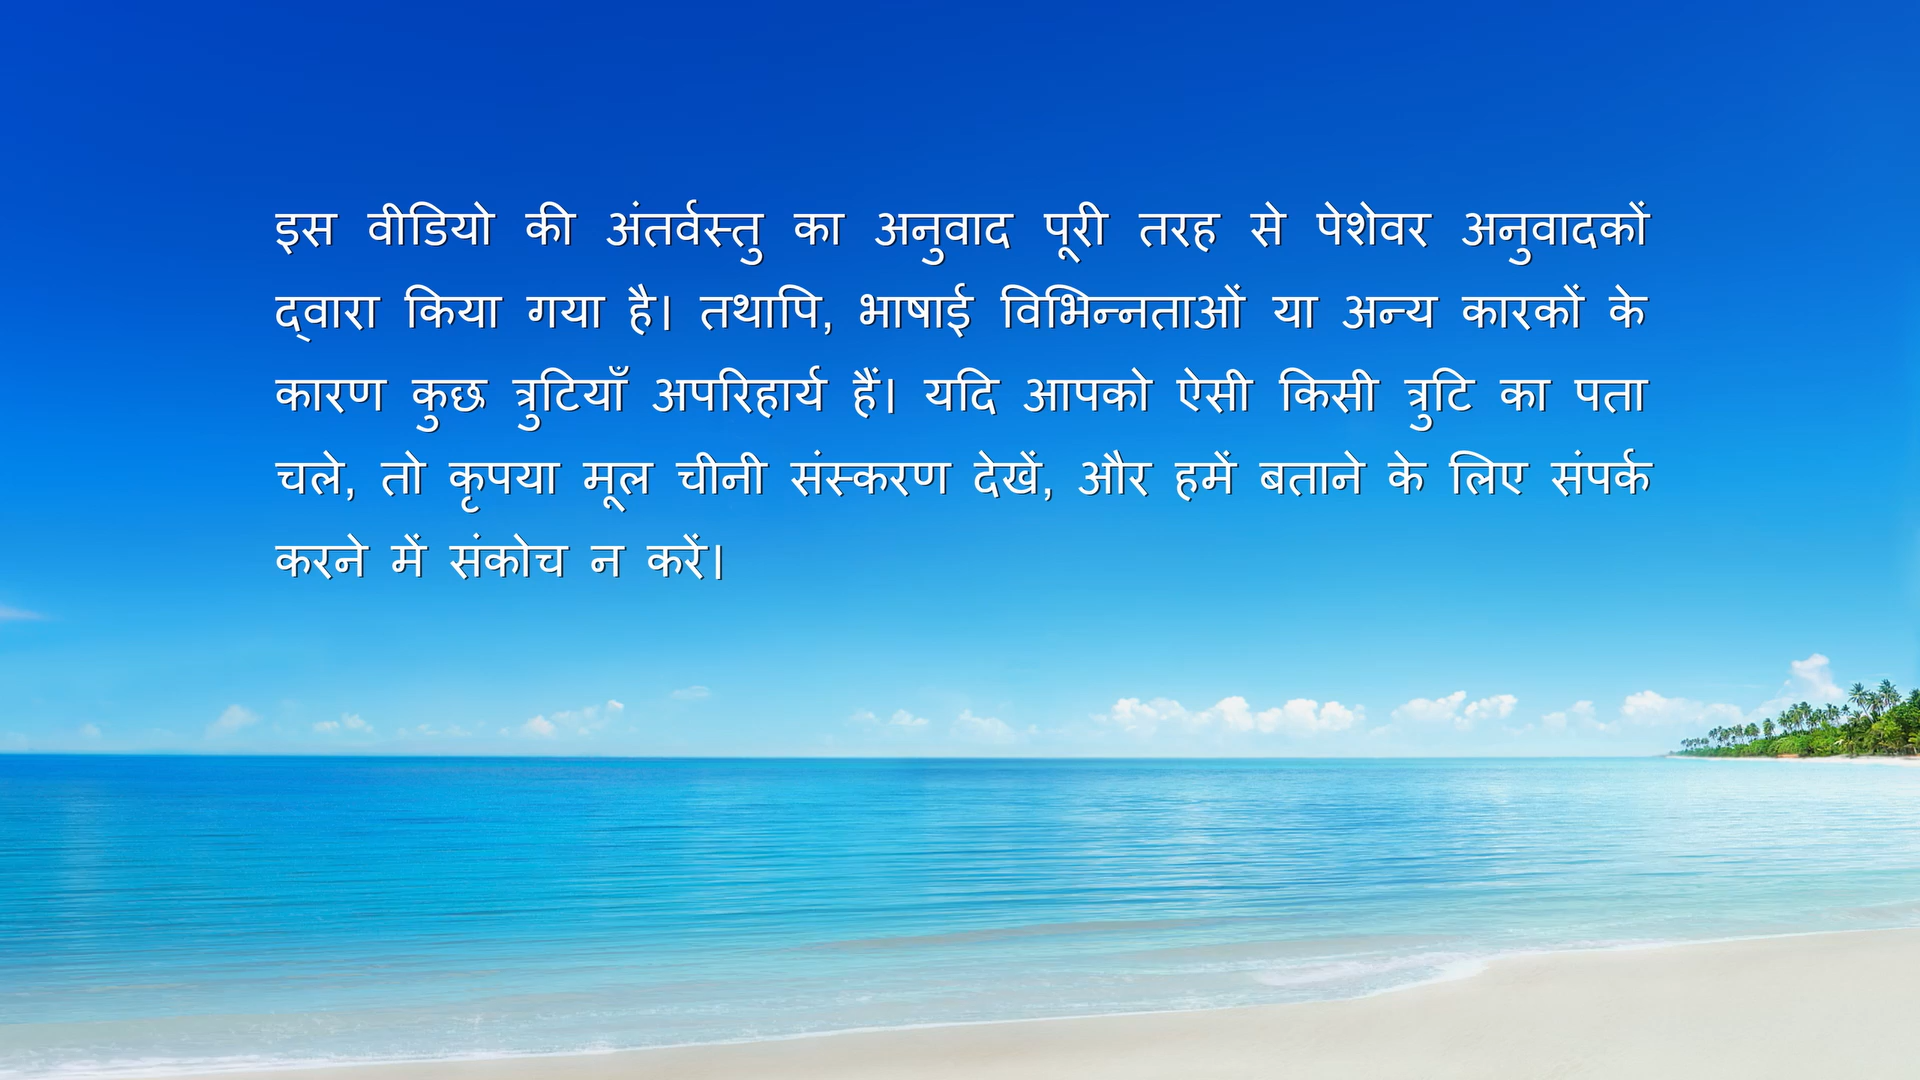 इस वीडियो की अंतर्वस्तु का अनुवाद पूरी तरह से पेशेवर अनुवादकों
द्वारा किया गया है। तथापि, भाषाई विभिन्नताओं या अन्य कारकों के
कारण कुछ त्रुटियाँ अपरिहार्य हैं। यदि आपको ऐसी किसी त्रुटि का पता
चले, तो कृपया मूल चीनी संस्करण देखें, और हमें बताने के लिए संपर्क
करने में संकोच न करें।